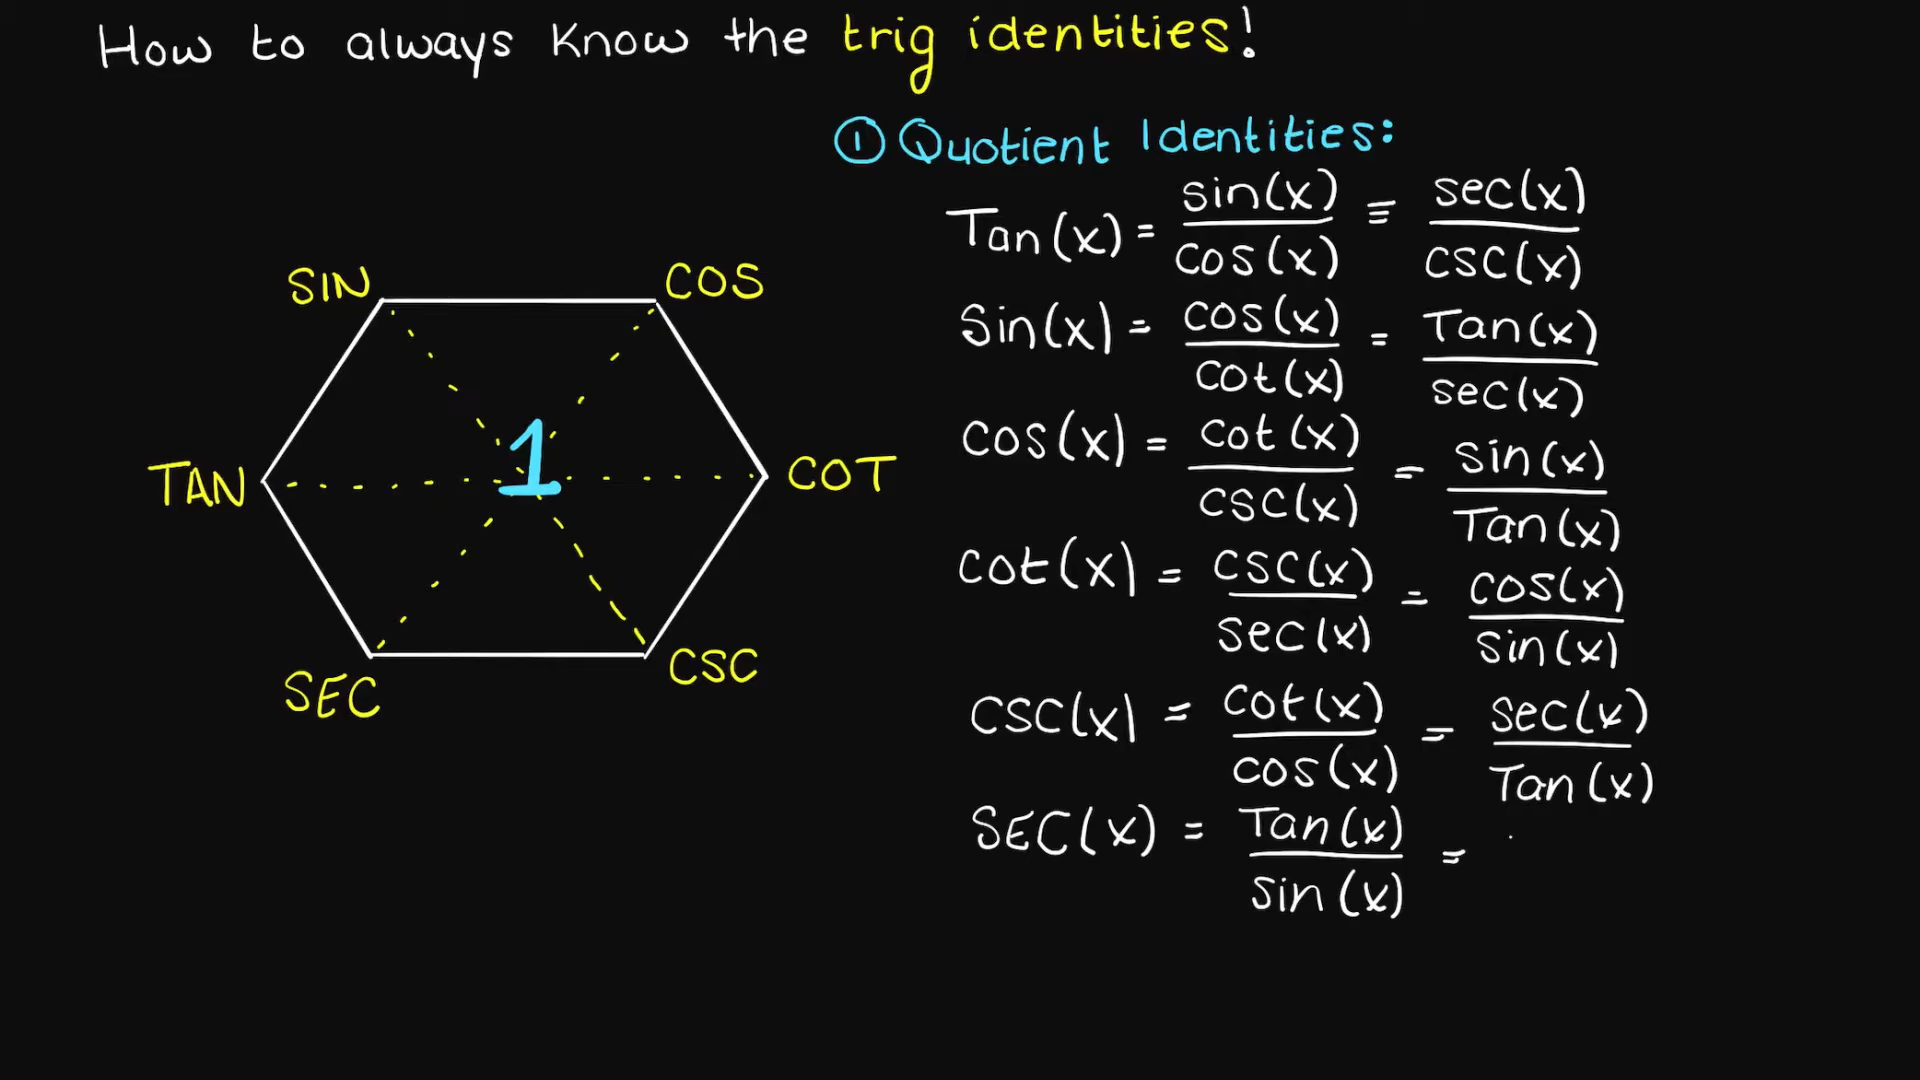 How to always know the trig identities!
① Quotient Identities:
Tan(x) = sin(x)/cos(x) = sec(x)/csc(x)
SIN
COS
Sin(x) = cos(x)/cot(x) = Tan(x)/sec(x)
cos(x) = cot(x)/csc(x) = sin(x)/Tan(x)
1
TAN
COT
cot(x) = csc(x)/sec(x) = cos(x)/sin(x)
SEC
CSC
csc(x) = cot(x)/cos(x) = sec(x)/Tan(x)
SEC(x) = Tan(x)/sin(x) =